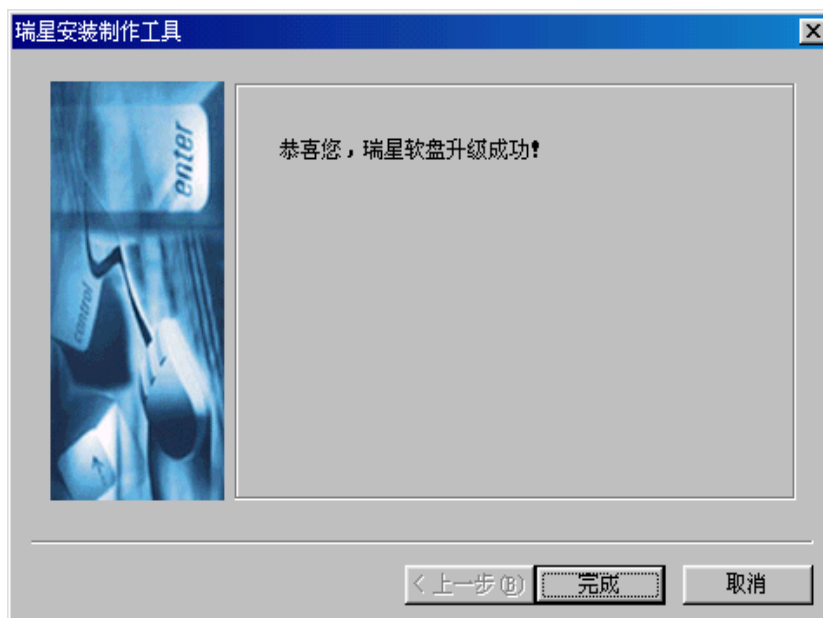 瑞星安装制作工具
enter
control
恭喜您，瑞星软盘升级成功！
< 上一步(B)
完成
取消